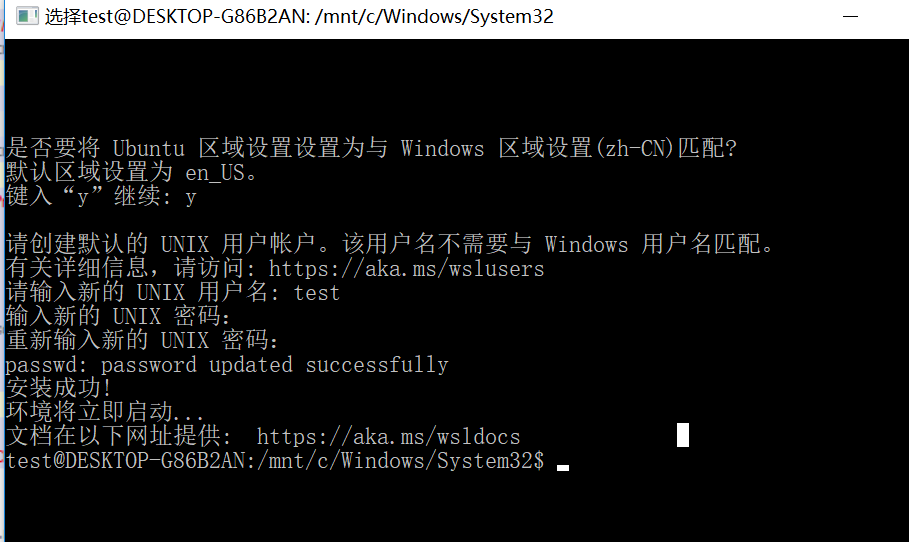 选择test@DESKTOP-G86B2AN: /mnt/c/Windows/System32
是否要将 Ubuntu 区域设置设置为与 Windows 区域设置(zh-CN)匹配?
默认区域设置为 en_US。
键入“y”继续: y
请创建默认的 UNIX 用户帐户。该用户名不需要与 Windows 用户名匹配。
有关详细信息，请访问: https://aka.ms/wslusers
请输入新的 UNIX 用户名: test
输入新的 UNIX 密码:
重新输入新的 UNIX 密码:
passwd: password updated successfully
安装成功!
环境将立即启动...
文档在以下网址提供:  https://aka.ms/wsldocs
test@DESKTOP-G86B2AN:/mnt/c/Windows/System32$